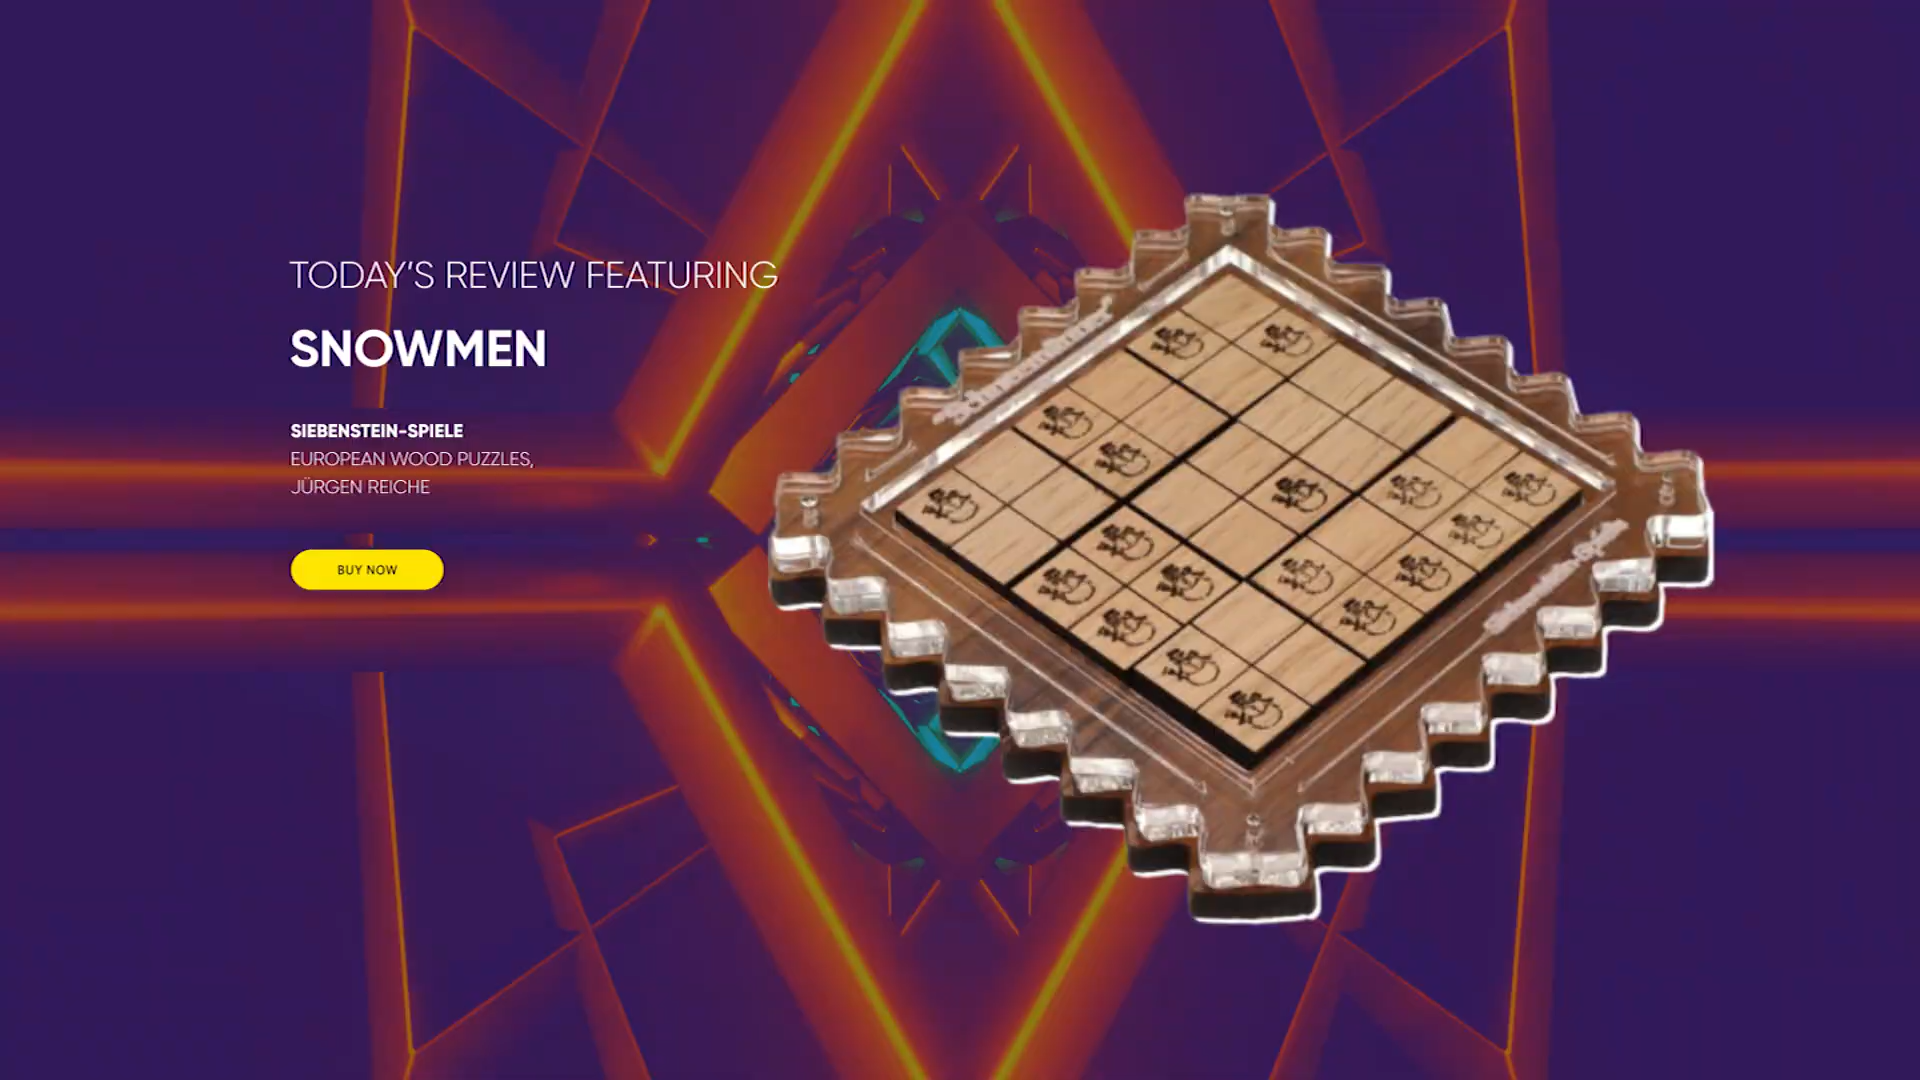 TODAY'S REVIEW FEATURING
SNOWMEN
SIEBENSTEIN-SPIELE
EUROPEAN WOOD PUZZLES,
JÜRGEN REICHE
BUY NOW